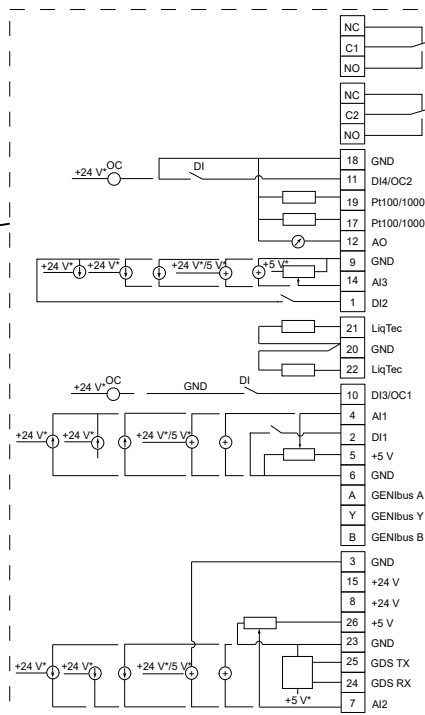 NC
C1
NO
NC
C2
NO
18 GND
+24 V* OC DI 11 DI4/OC2
19 Pt100/1000
17 Pt100/1000
12 AO
9 GND
+24 V* +24 V* +24 V*/5 V* +5 V*
14 AI3
1 DI2
21 LiqTec
20 GND
22 LiqTec
+24 V* OC GND DI 10 DI3/OC1
4 AI1
2 DI1
+24 V* +24 V* +24 V*/5 V*
5 +5 V
6 GND
A GENIbus A
Y GENIbus Y
B GENIbus B
3 GND
15 +24 V
8 +24 V
26 +5 V
23 GND
25 GDS TX
+24 V* +24 V* +24 V*/5 V*
24 GDS RX
+5 V*
7 AI2